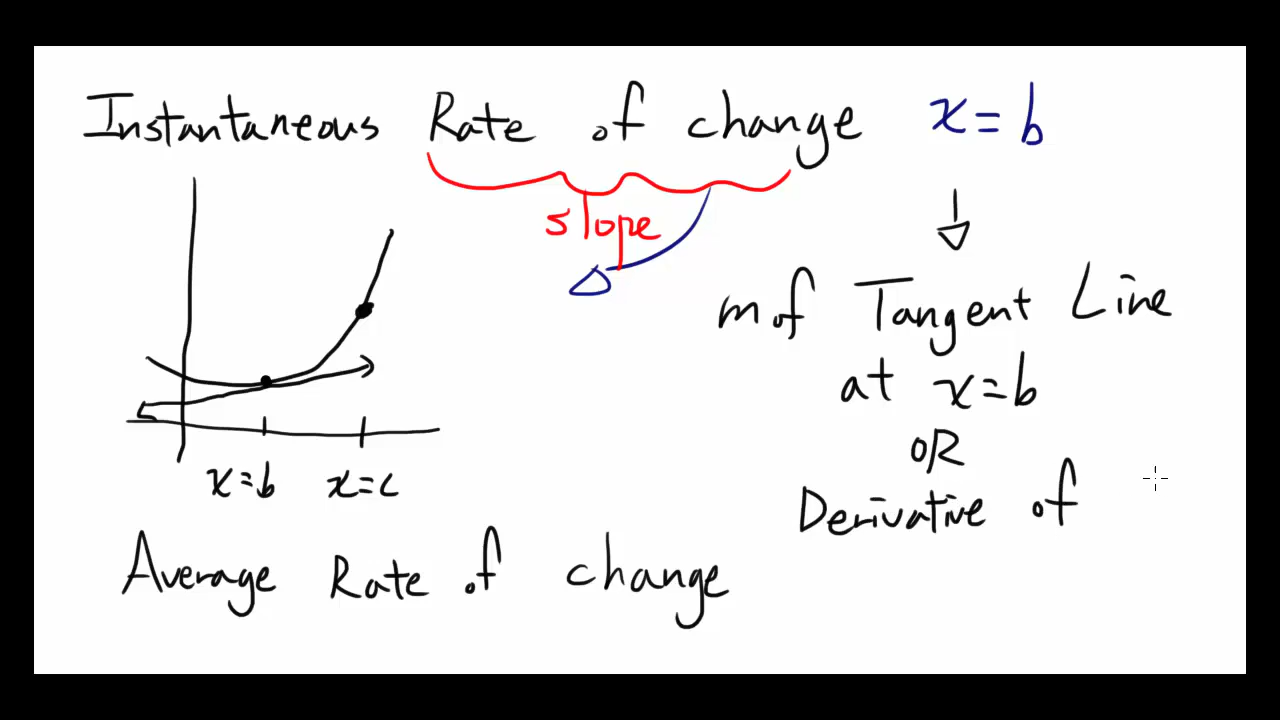 Instantaneous Rate of change x=b
slope
m of Tangent Line
at x=b
OR
Derivative of
x=b x=c
Average Rate of change